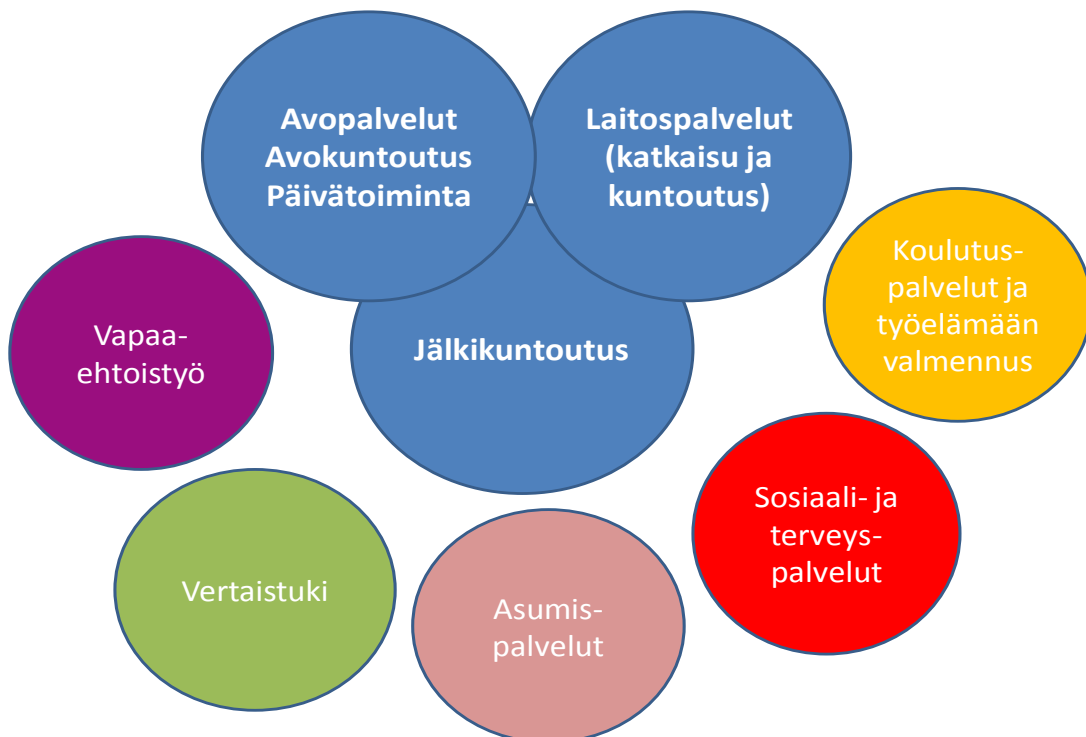 Avopalvelut
Avokuntoutus
Päivätoiminta
Laitospalvelut
(katkaisu ja
kuntoutus)
Jälkikuntoutus
Koulutus-
palvelut ja
työelämään
valmennus
Vapaa-
ehtoistyö
Sosiaali- ja
terveys-
palvelut
Vertaistuki
Asumis-
palvelut